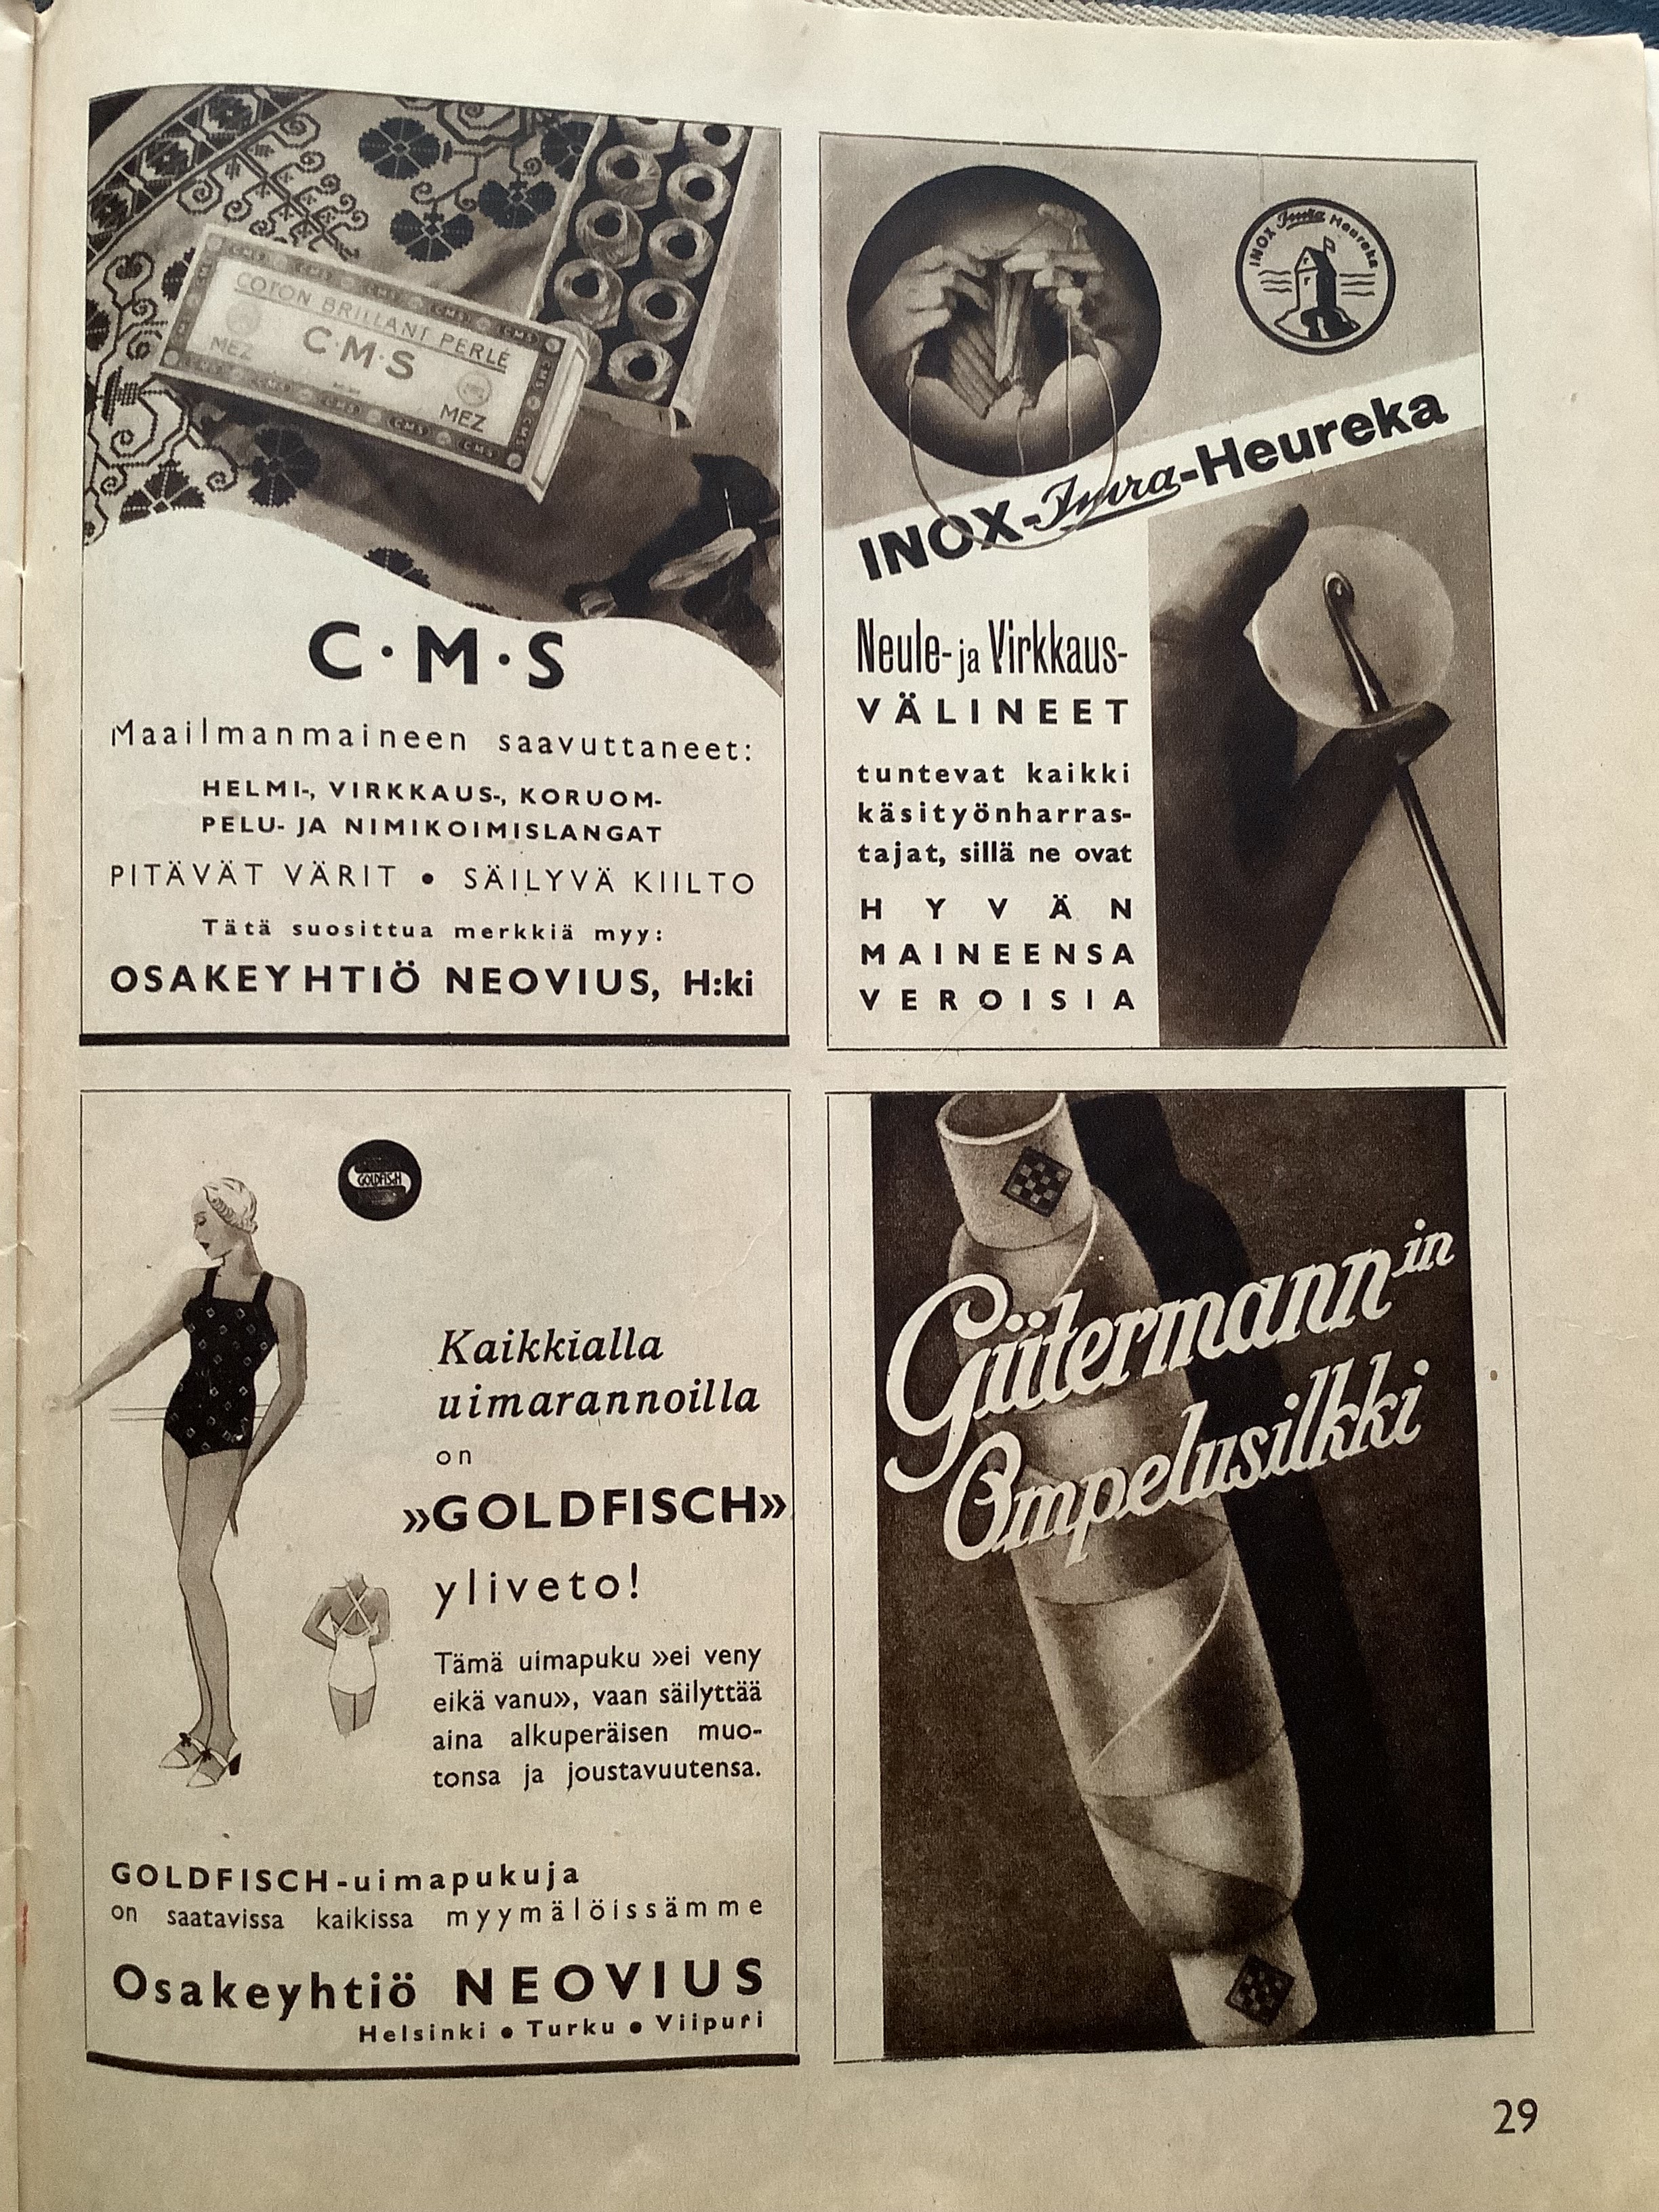 COTON BRILLANT PERLÉ
C·M·S
MEZ
MEZ
C·M·S
Maailmanmaineen saavuttaneet:
HELMI-, VIRKKAUS-, KORUOM-
PELU- JA NIMIKOIMISLANGAT
PITÄVÄT VÄRIT • SÄILYVÄ KIILTO
Tätä suosittua merkkiä myy:
OSAKEYHTIÖ NEOVIUS, H:ki
INOX Imra Heureka
INOX-Imra-Heureka
Neule- ja Virkkaus-
VÄLINEET
tuntevat kaikki
käsityönharras-
tajat, sillä ne ovat
HYVÄN
MAINEENSA
VEROISIA
GOLDFISCH
Kaikkialla
uimarannoilla
on
»GOLDFISCH»
yliveto!
Tämä uimapuku »ei veny
eikä vanu», vaan säilyttää
aina alkuperäisen muo-
tonsa ja joustavuutensa.
GOLDFISCH-uimapukuja
on saatavissa kaikissa myymälöissämme
Osakeyhtiö NEOVIUS
Helsinki • Turku • Viipuri
Gütermannin
Ompelusilkki
29